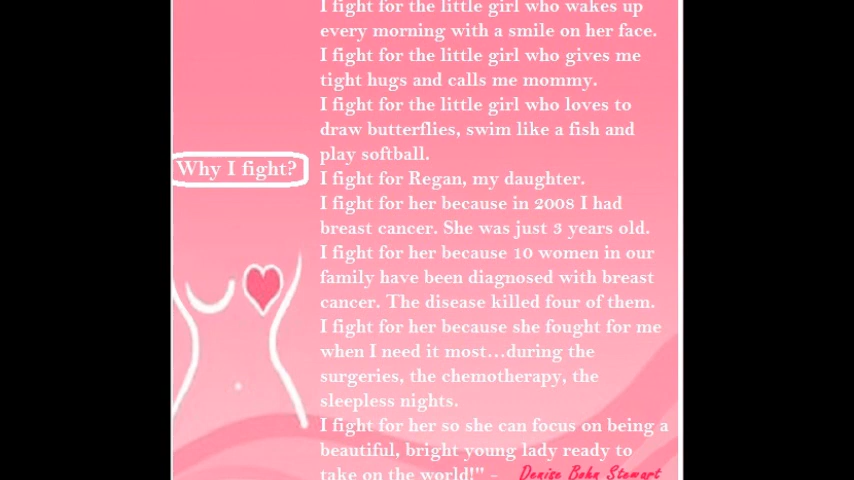 I fight for the little girl who wakes up
every morning with a smile on her face.
I fight for the little girl who gives me
tight hugs and calls me mommy.
I fight for the little girl who loves to
draw butterflies, swim like a fish and
play softball.
Why I fight?
I fight for Regan, my daughter.
I fight for her because in 2008 I had
breast cancer. She was just 3 years old.
I fight for her because 10 women in our
family have been diagnosed with breast
cancer. The disease killed four of them.
I fight for her because she fought for me
when I need it most...during the
surgeries, the chemotherapy, the
sleepless nights.
I fight for her so she can focus on being a
beautiful, bright young lady ready to
take on the world!" - Denise Bohn Stewart